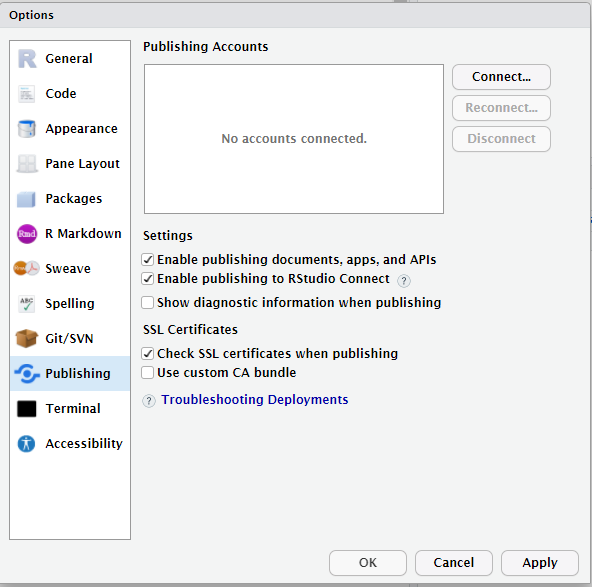 Options
General
Code
Appearance
Pane Layout
Packages
Rmd R Markdown
Sweave
ABC Spelling
Git/SVN
Publishing
Terminal
Accessibility
Publishing Accounts
No accounts connected.
Connect...
Reconnect...
Disconnect
Settings
Enable publishing documents, apps, and APIs
Enable publishing to RStudio Connect ?
Show diagnostic information when publishing
SSL Certificates
Check SSL certificates when publishing
Use custom CA bundle
? Troubleshooting Deployments
OK Cancel Apply